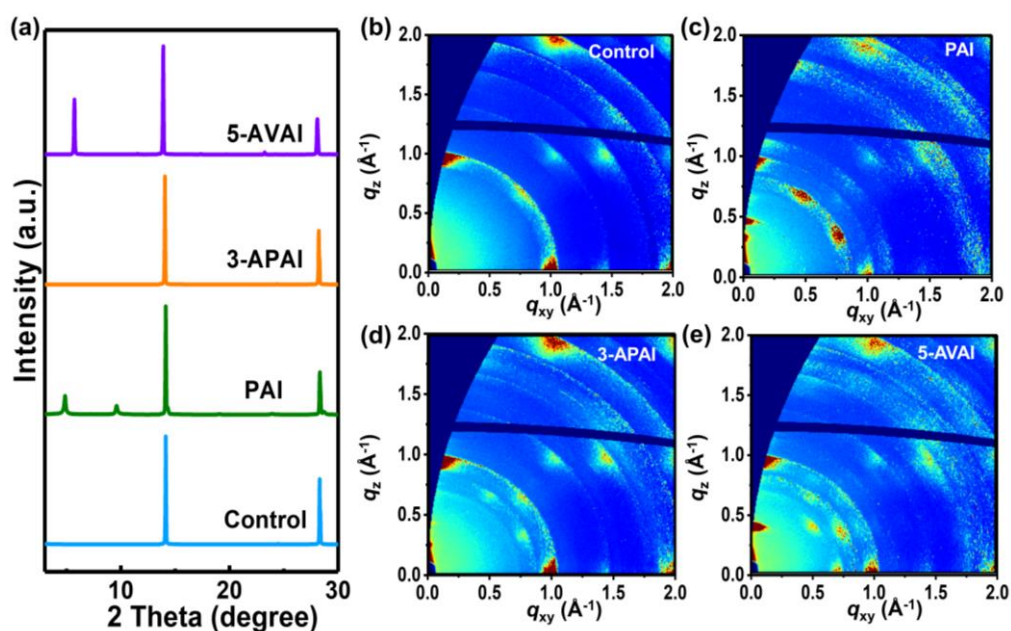 (a)
5-AVAI
3-APAI
PAI
Control
Intensity (a.u.)
10 20 30
2 Theta (degree)
(b)
Control
2.0
1.5
1.0
0.5
0.0
qz (Å-1)
0.0 0.5 1.0 1.5 2.0
qxy (Å-1)
(c)
PAI
2.0
1.5
1.0
0.5
0.0
qz (Å-1)
0.0 0.5 1.0 1.5 2.0
qxy (Å-1)
(d)
3-APAI
2.0
1.5
1.0
0.5
0.0
qz (Å-1)
0.0 0.5 1.0 1.5 2.0
qxy (Å-1)
(e)
5-AVAI
2.0
1.5
1.0
0.5
0.0
qz (Å-1)
0.0 0.5 1.0 1.5 2.0
qxy (Å-1)